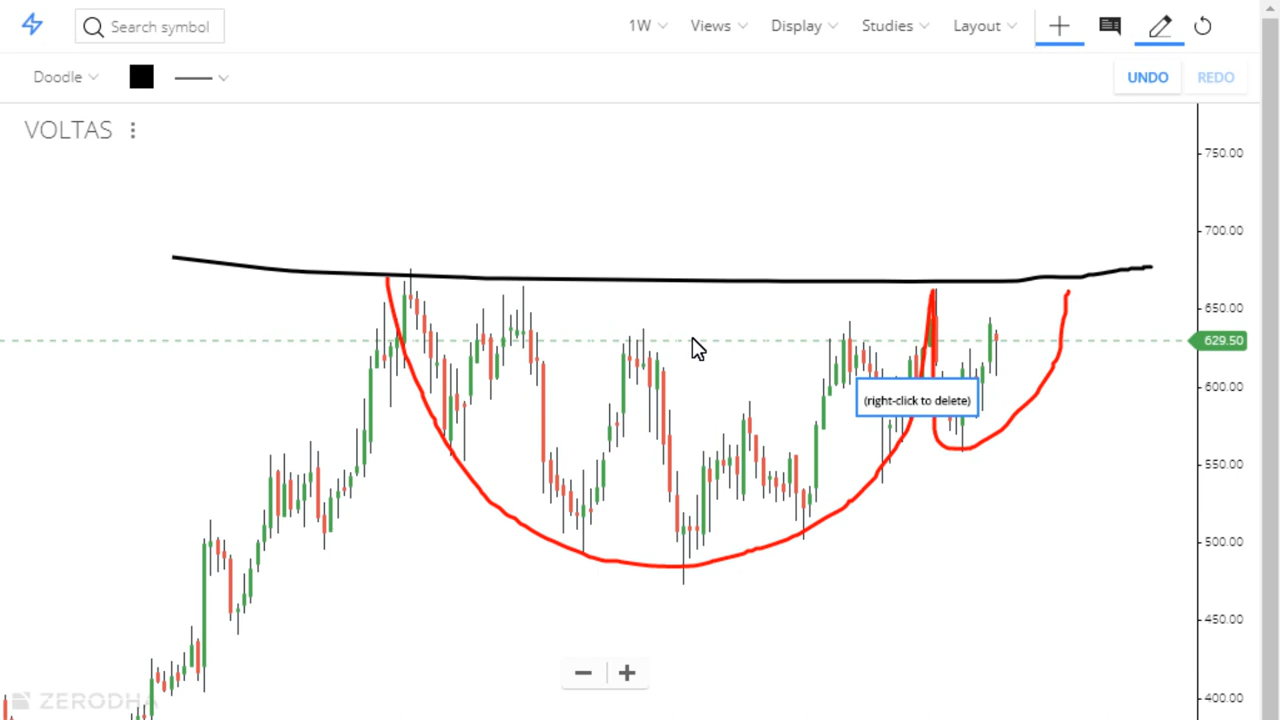 Search symbol
1W Views Display Studies Layout
Doodle
UNDO REDO
VOLTAS
750.00
700.00
650.00
629.50
600.00
(right-click to delete)
550.00
500.00
450.00
400.00
ZERODHA